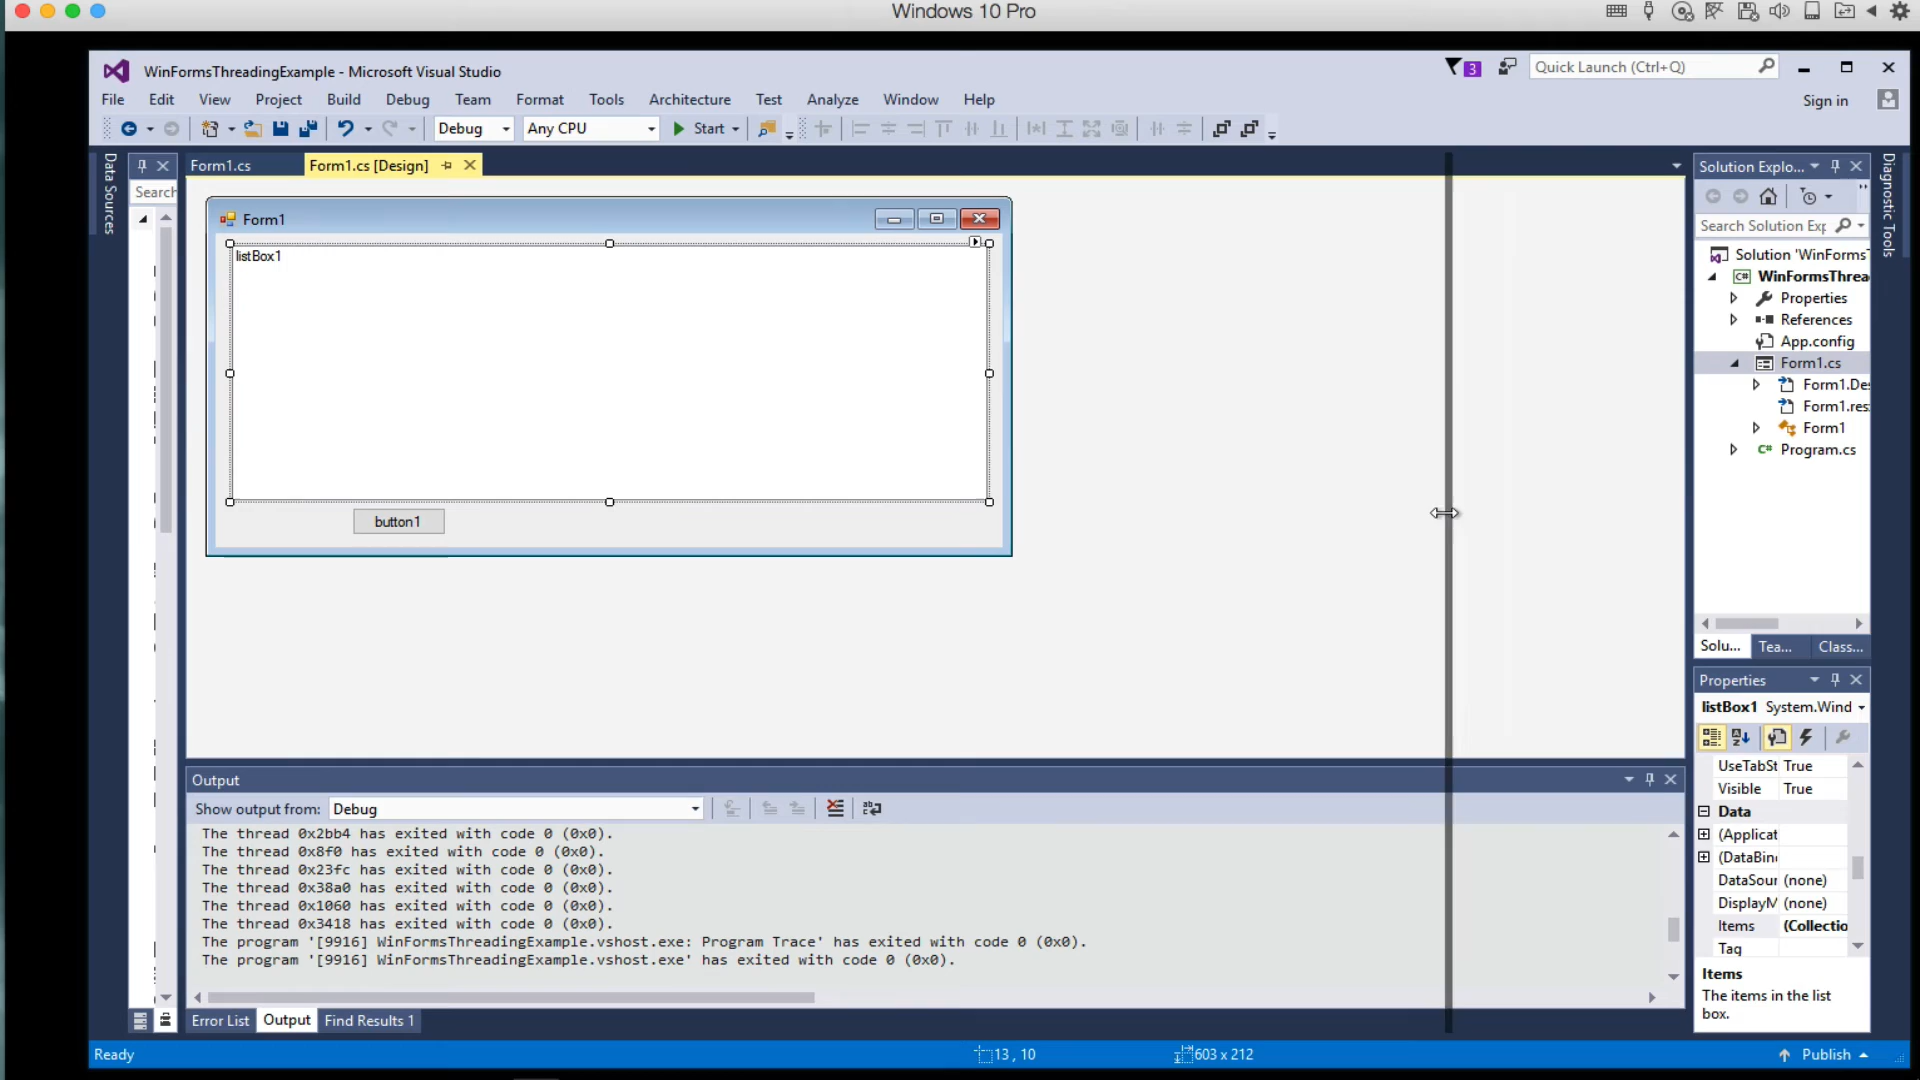 Windows 10 Pro
WinFormsThreadingExample - Microsoft Visual Studio
3
Quick Launch (Ctrl+Q)
File Edit View Project Build Debug Team Format Tools Architecture Test Analyze Window Help
Sign in
Debug Any CPU Start
Data Sources
Search
Form1.cs Form1.cs [Design]
Form1
listBox1
button1
Solution Explo...
Search Solution Exp
Solution 'WinFormsT
WinFormsThrea
Properties
References
App.config
Form1.cs
Form1.De
Form1.res
Form1
Program.cs
Solu... Tea... Class...
Diagnostic Tools
Properties
listBox1 System.Wind
UseTabSt True
Visible True
Data
(Applicat
(DataBin
DataSour (none)
DisplayM (none)
Items (Collectio
Tag
Items
The items in the list
box.
Output
Show output from: Debug
The thread 0x2bb4 has exited with code 0 (0x0).
The thread 0x8f0 has exited with code 0 (0x0).
The thread 0x23fc has exited with code 0 (0x0).
The thread 0x38a0 has exited with code 0 (0x0).
The thread 0x1060 has exited with code 0 (0x0).
The thread 0x3418 has exited with code 0 (0x0).
The program '[9916] WinFormsThreadingExample.vshost.exe: Program Trace' has exited with code 0 (0x0).
The program '[9916] WinFormsThreadingExample.vshost.exe' has exited with code 0 (0x0).
Error List Output Find Results 1
Ready 13 , 10 603 x 212 Publish